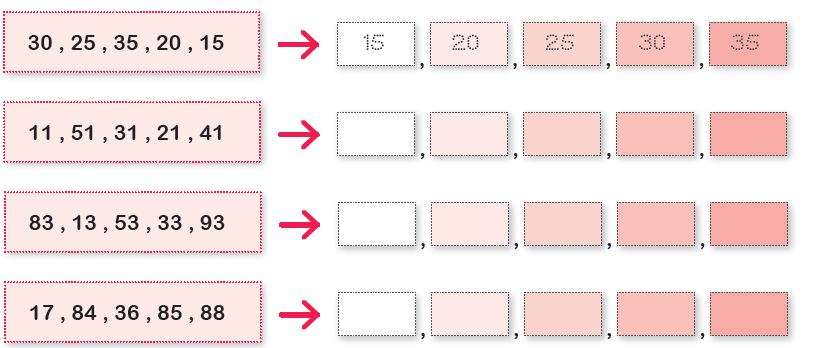 30 , 25 , 35 , 20 , 15 15 , 20 , 25 , 30 , 35
11 , 51 , 31 , 21 , 41 , , , ,
83 , 13 , 53 , 33 , 93 , , , ,
17 , 84 , 36 , 85 , 88 , , , ,